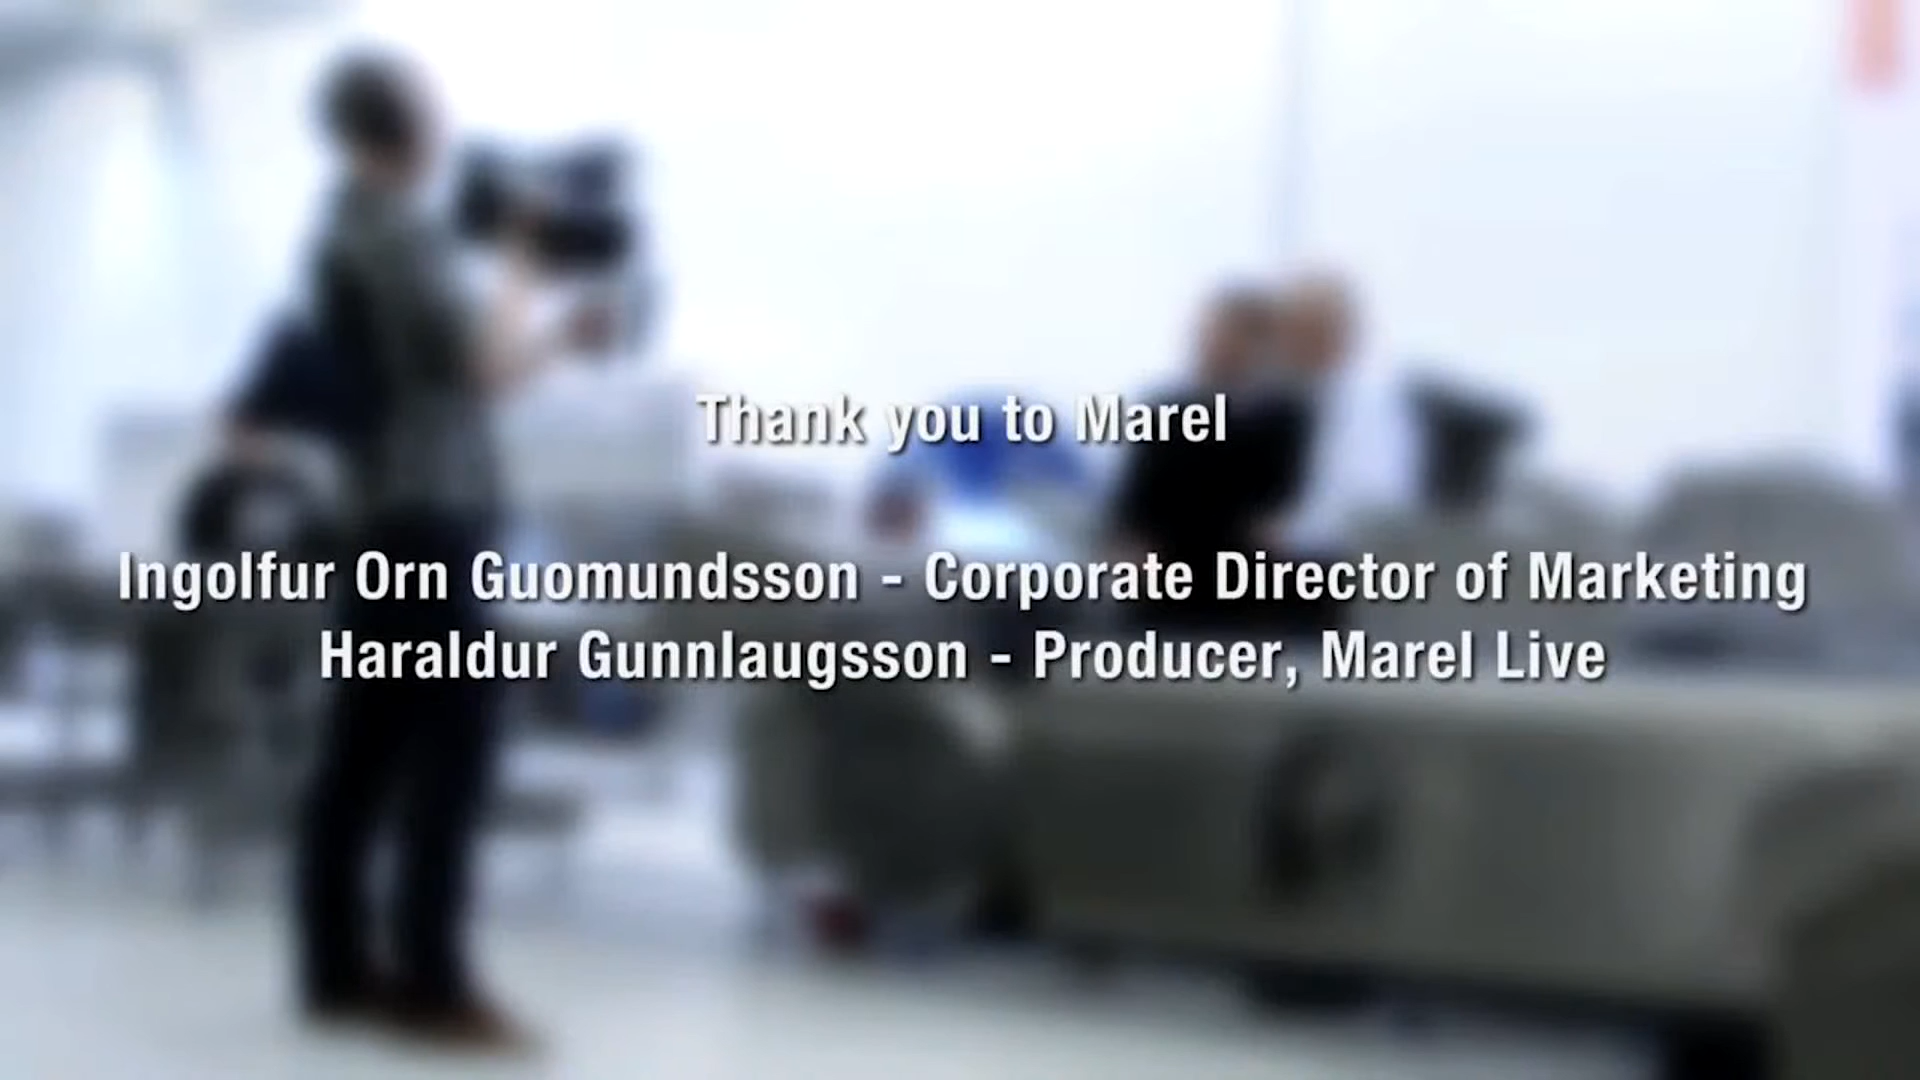 Thank you to Marel
Ingolfur Orn Guomundsson - Corporate Director of Marketing
Haraldur Gunnlaugsson - Producer, Marel Live